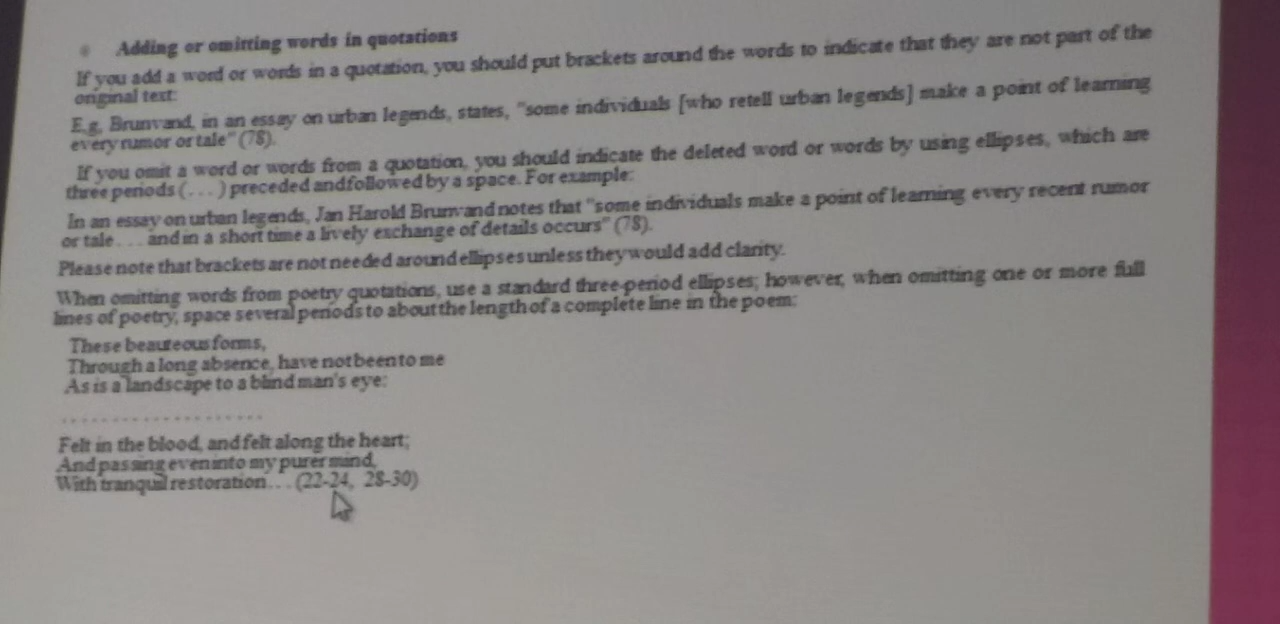 Adding or omitting words in quotations
If you add a word or words in a quotation, you should put brackets around the words to indicate that they are not part of the
original text:
E.g, Brunvand, in an essay on urban legends, states, "some individuals [who retell urban legends] make a point of learning
every rumor or tale" (78).
If you omit a word or words from a quotation, you should indicate the deleted word or words by using ellipses, which are
three periods (. . . ) preceded and followed by a space. For example:
In an essay on urban legends, Jan Harold Brunvand notes that "some individuals make a point of learning every recent rumor
or tale . . . and in a short time a lively exchange of details occurs" (78).
Please note that brackets are not needed around ellipses unless they would add clarity.
When omitting words from poetry quotations, use a standard three-period ellipses; however, when omitting one or more full
lines of poetry, space several periods to about the length of a complete line in the poem:
These beauteous forms,
Through a long absence, have not been to me
As is a landscape to a blind man's eye:
. . . . . . . . . . . . . . . . . . . .
Felt in the blood, and felt along the heart;
And passing even into my purer mind,
With tranquil restoration . . . (22-24, 28-30)